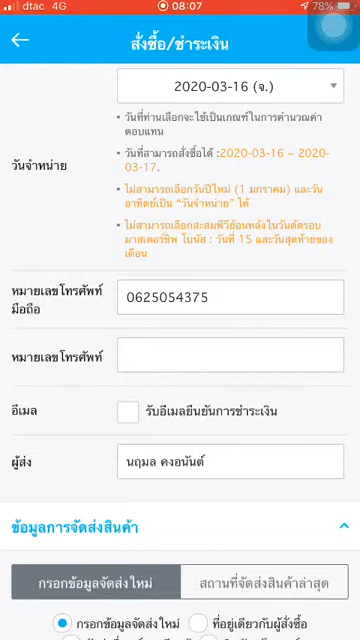 dtac 4G 08:07 78%
สั่งซื้อ/ชำระเงิน
2020-03-16 (จ.)
• วันที่ท่านเลือกจะใช้เป็นเกณฑ์ในการคำนวณค่า
ตอบแทน
วันจำหน่าย
• วันที่สามารถสั่งซื้อได้ :2020-03-16 ~ 2020-
03-17.
• ไม่สามารถเลือกวันปีใหม่ (1 มกราคม) และวัน
อาทิตย์เป็น “วันจำหน่าย” ได้
• ไม่สามารถเลือกสะสมพีวีย้อนหลังในวันตัดรอบ
มาสเตอร์ชิพ โบนัส : วันที่ 15 และวันสุดท้ายของ
เดือน
หมายเลขโทรศัพท์
มือถือ
0625054375
หมายเลขโทรศัพท์
อีเมล
รับอีเมลยืนยันการชำระเงิน
ผู้ส่ง
นฤมล คงอนันต์
ข้อมูลการจัดส่งสินค้า
กรอกข้อมูลจัดส่งใหม่
สถานที่จัดส่งสินค้าล่าสุด
กรอกข้อมูลจัดส่งใหม่
ที่อยู่เดียวกับผู้สั่งซื้อ